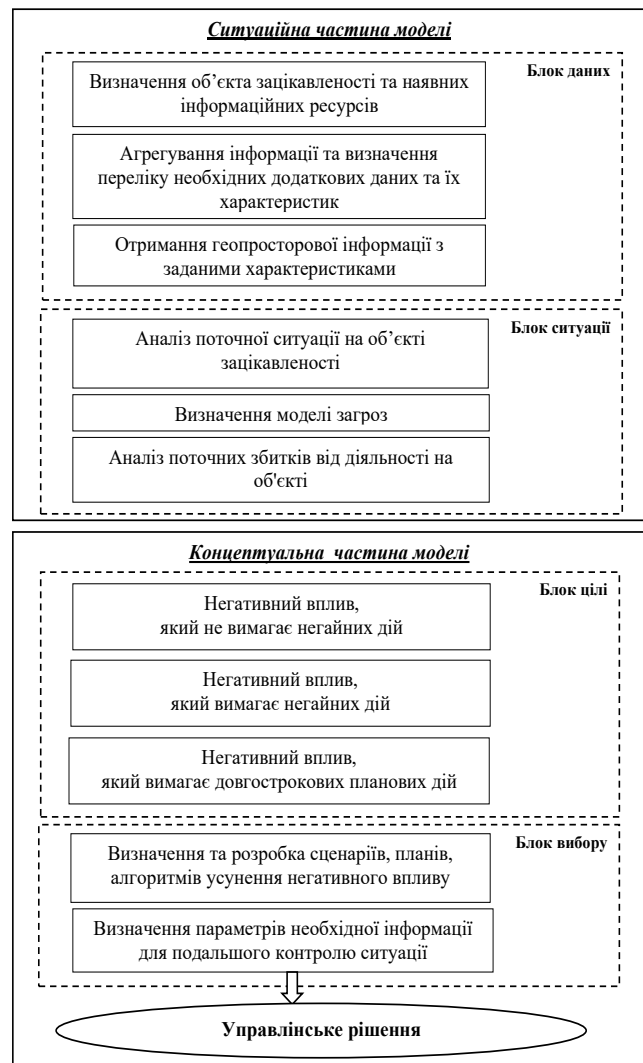 Ситуаційна частина моделі
Блок даних
Визначення об’єкта зацікавленості та наявних
інформаційних ресурсів
Агрегування інформації та визначення
переліку необхідних додаткових даних та їх
характеристик
Отримання геопросторової інформації з
заданими характеристиками
Блок ситуації
Аналіз поточної ситуації на об’єкті
зацікавленості
Визначення моделі загроз
Аналіз поточних збитків від діяльності на
об'єкті
Концептуальна частина моделі
Блок цілі
Негативний вплив,
який не вимагає негайних дій
Негативний вплив,
який вимагає негайних дій
Негативний вплив,
який вимагає довгострокових планових дій
Блок вибору
Визначення та розробка сценаріїв, планів,
алгоритмів усунення негативного впливу
Визначення параметрів необхідної інформації
для подальшого контролю ситуації
Управлінське рішення